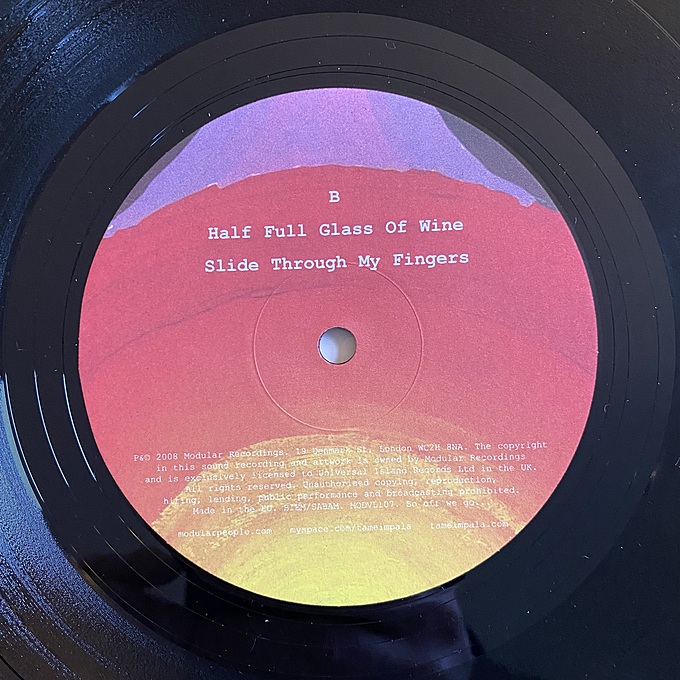 B
Half Full Glass Of Wine
Slide Through My Fingers
P&© 2008 Modular Recordings. 19 Denmark St. London WC2H 8NA. The copyright
in this sound recording and artwork is owned by Modular Recordings
and is exclusively licensed to Universal Island Records Ltd in the UK.
All rights reserved. Unauthorised copying, reproduction,
hiring, lending, public performance and broadcasting prohibited.
Made in the EU. BIEM/SABAM. MODVL107. So off we go.
modularpeople.com myspace.com/tameimpala tameimpala.com